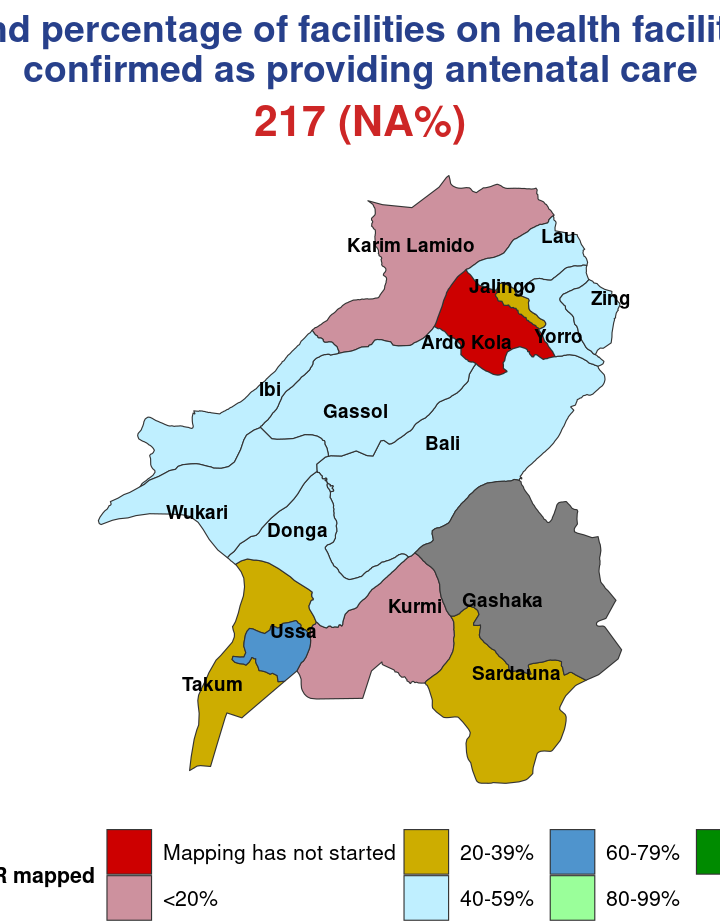 nd percentage of facilities on health facilit
confirmed as providing antenatal care
217 (NA%)
Karim Lamido
Lau
Jalingo
Zing
Ardo Kola
Yorro
Ibi
Gassol
Bali
Wukari
Donga
Gashaka
Kurmi
Ussa
Sardauna
Takum
R mapped
Mapping has not started
<20%
20-39%
40-59%
60-79%
80-99%